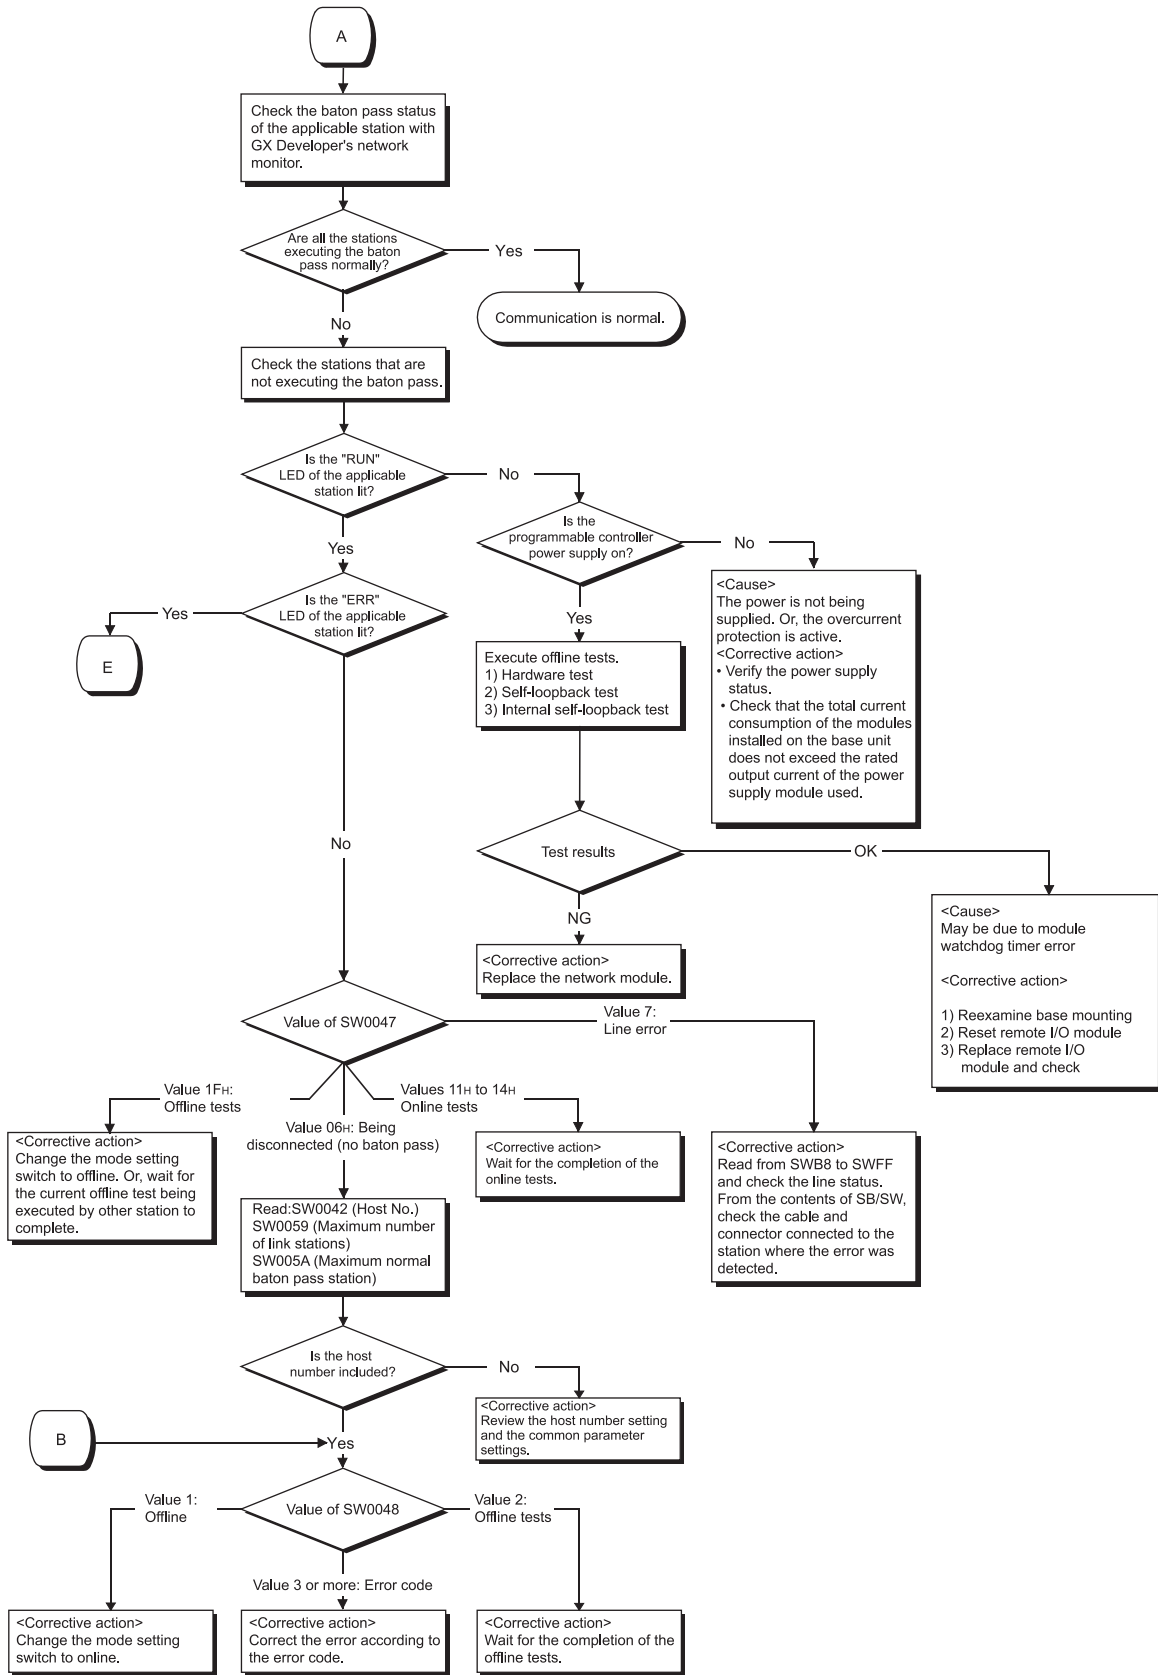 A
Check the baton pass status
of the applicable station with
GX Developer's network
monitor.
Are all the stations
executing the baton
pass normally?
Yes
Communication is normal.
No
Check the stations that are
not executing the baton pass.
Is the "RUN"
LED of the applicable
station lit?
No
Is the
programmable controller
power supply on?
No
<Cause>
The power is not being
supplied. Or, the overcurrent
protection is active.
<Corrective action>
• Verify the power supply
status.
• Check that the total current
consumption of the modules
installed on the base unit
does not exceed the rated
output current of the power
supply module used.
Yes
Is the "ERR"
LED of the applicable
station lit?
Yes
E
Yes
Execute offline tests.
1) Hardware test
2) Self-loopback test
3) Internal self-loopback test
No
Test results
OK
<Cause>
May be due to module
watchdog timer error
<Corrective action>
1) Reexamine base mounting
2) Reset remote I/O module
3) Replace remote I/O
module and check
NG
<Corrective action>
Replace the network module.
Value of SW0047
Value 7:
Line error
Value 1FH:
Offline tests
Value 06H: Being
disconnected (no baton pass)
Values 11H to 14H
Online tests
<Corrective action>
Change the mode setting
switch to offline. Or, wait for
the current offline test being
executed by other station to
complete.
<Corrective action>
Wait for the completion of the
online tests.
<Corrective action>
Read from SWB8 to SWFF
and check the line status.
From the contents of SB/SW,
check the cable and
connector connected to the
station where the error was
detected.
Read:SW0042 (Host No.)
SW0059 (Maximum number
of link stations)
SW005A (Maximum normal
baton pass station)
Is the host
number included?
No
<Corrective action>
Review the host number setting
and the common parameter
settings.
B
Yes
Value of SW0048
Value 1:
Offline
Value 2:
Offline tests
Value 3 or more: Error code
<Corrective action>
Change the mode setting
switch to online.
<Corrective action>
Correct the error according to
the error code.
<Corrective action>
Wait for the completion of the
offline tests.